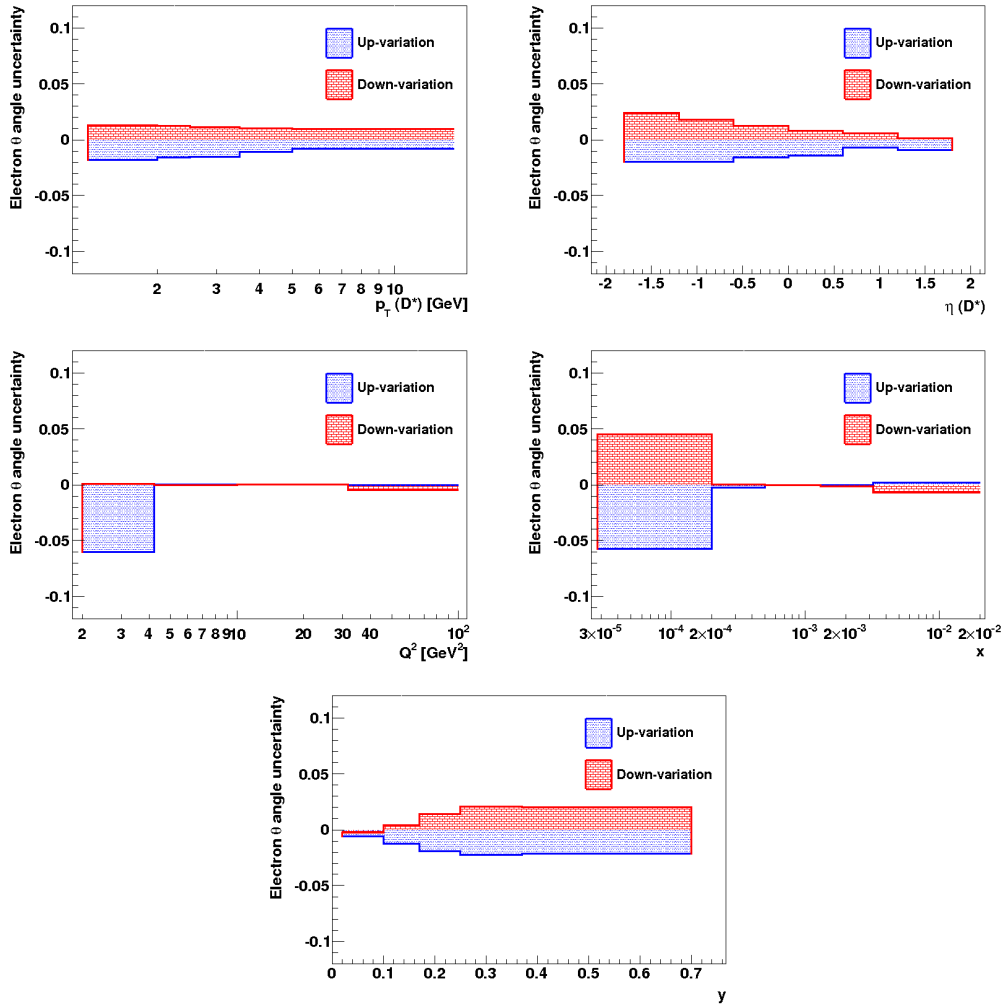 Electron θ angle uncertainty
0.1
0.05
0
-0.05
-0.1
Up-variation
Down-variation
2 3 4 5 6 7 8 9 10
p_T (D*) [GeV]
Electron θ angle uncertainty
0.1
0.05
0
-0.05
-0.1
Up-variation
Down-variation
-2 -1.5 -1 -0.5 0 0.5 1 1.5 2
η (D*)
Electron θ angle uncertainty
0.1
0.05
0
-0.05
-0.1
Up-variation
Down-variation
2 3 4 5 6 7 8 9 10 20 30 40 10²
Q² [GeV²]
Electron θ angle uncertainty
0.1
0.05
0
-0.05
-0.1
Up-variation
Down-variation
3×10⁻⁵ 10⁻⁴ 2×10⁻⁴ 10⁻³ 2×10⁻³ 10⁻² 2×10⁻²
x
Electron θ angle uncertainty
0.1
0.05
0
-0.05
-0.1
Up-variation
Down-variation
0 0.1 0.2 0.3 0.4 0.5 0.6 0.7
y